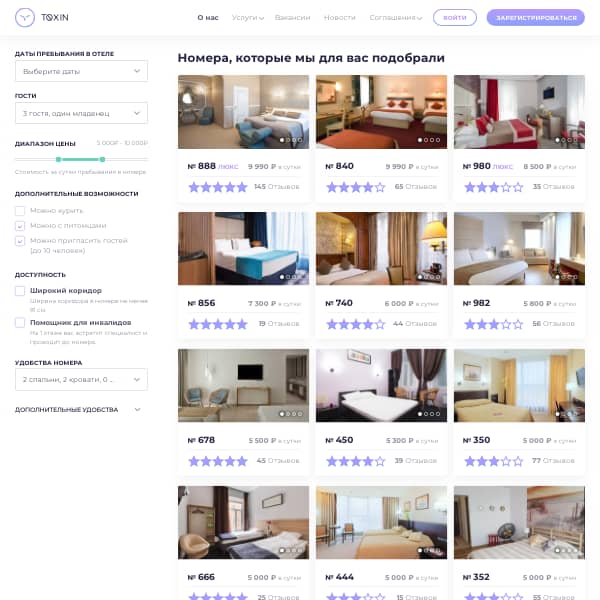 TOXIN
О нас Услуги Вакансии Новости Соглашения ВОЙТИ ЗАРЕГИСТРИРОВАТЬСЯ
ДАТЫ ПРЕБЫВАНИЯ В ОТЕЛЕ
Выберите даты
ГОСТИ
3 гостя, один младенец
ДИАПАЗОН ЦЕНЫ 5 000₽ - 10 000₽
Стоимость за сутки пребывания в номере
ДОПОЛНИТЕЛЬНЫЕ ВОЗМОЖНОСТИ
Можно курить
Можно с питомцами
Можно пригласить гостей
(до 10 человек)
ДОСТУПНОСТЬ
Широкий коридор
Ширина коридоров в номере не менее
91 см.
Помощник для инвалидов
На 1 этаже вас встретит специалист и
проводит до номера.
УДОБСТВА НОМЕРА
2 спальни, 2 кровати, 0 ...
ДОПОЛНИТЕЛЬНЫЕ УДОБСТВА
Номера, которые мы для вас подобрали
№ 888 ЛЮКС 9 990 ₽ в сутки
145 Отзывов
№ 840 9 990 ₽ в сутки
65 Отзывов
№ 980 ЛЮКС 8 500 ₽ в сутки
35 Отзывов
№ 856 7 300 ₽ в сутки
19 Отзывов
№ 740 6 000 ₽ в сутки
44 Отзывов
№ 982 5 800 ₽ в сутки
56 Отзывов
№ 678 5 500 ₽ в сутки
45 Отзывов
№ 450 5 300 ₽ в сутки
39 Отзывов
№ 350 5 000 ₽ в сутки
77 Отзывов
№ 666 5 000 ₽ в сутки
25 Отзывов
№ 444 5 000 ₽ в сутки
15 Отзывов
№ 352 5 000 ₽ в сутки
55 Отзывов